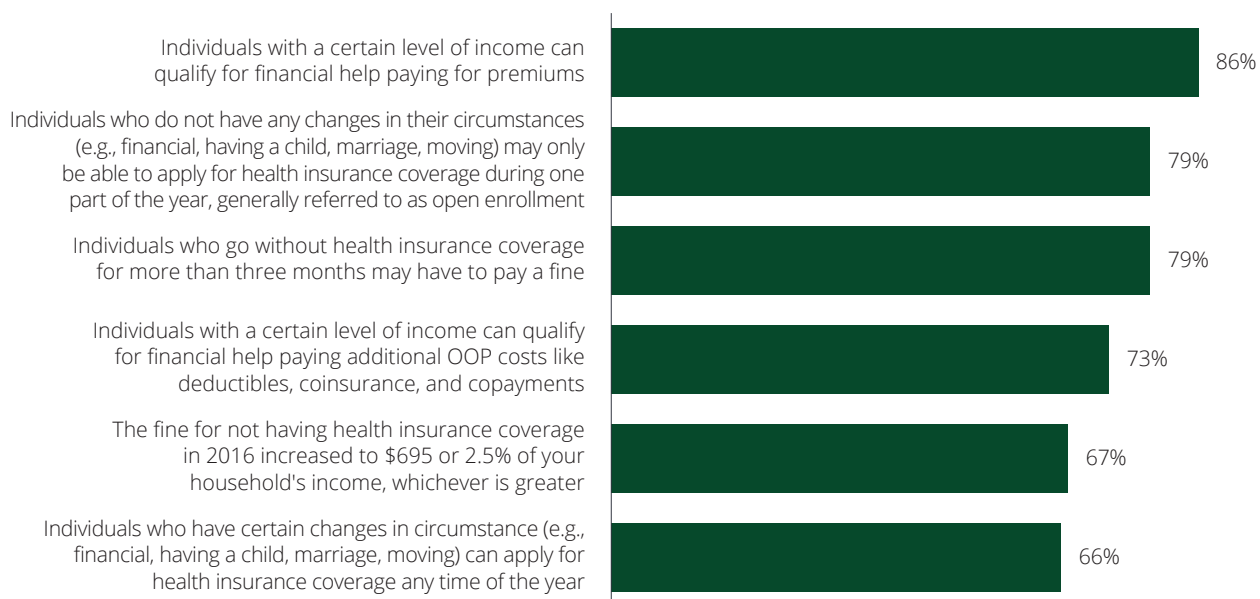 Individuals with a certain level of income can
qualify for financial help paying for premiums
86%
Individuals who do not have any changes in their circumstances
(e.g., financial, having a child, marriage, moving) may only
be able to apply for health insurance coverage during one
part of the year, generally referred to as open enrollment
79%
Individuals who go without health insurance coverage
for more than three months may have to pay a fine
79%
Individuals with a certain level of income can qualify
for financial help paying additional OOP costs like
deductibles, coinsurance, and copayments
73%
The fine for not having health insurance coverage
in 2016 increased to $695 or 2.5% of your
household's income, whichever is greater
67%
Individuals who have certain changes in circumstance (e.g.,
financial, having a child, marriage, moving) can apply for
health insurance coverage any time of the year
66%